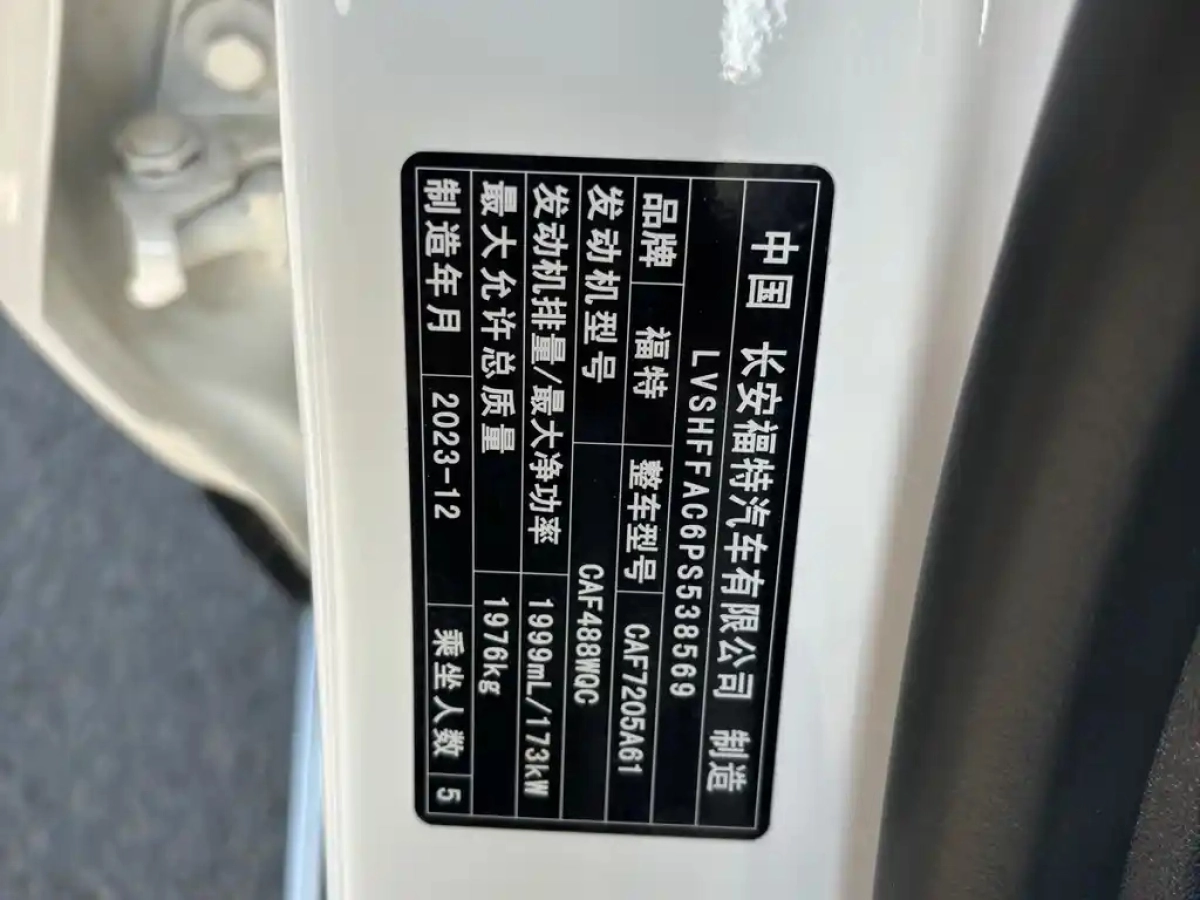 中国 长安福特汽车有限公司 制造
LVSHFFAC6PS538569
品牌 福特 整车型号 CAF7205A61
发动机型号 CAF488WQC
发动机排量/最大净功率 1999mL/173kW
最大允许总质量 1976kg
制造年月 2023-12 乘坐人数 5